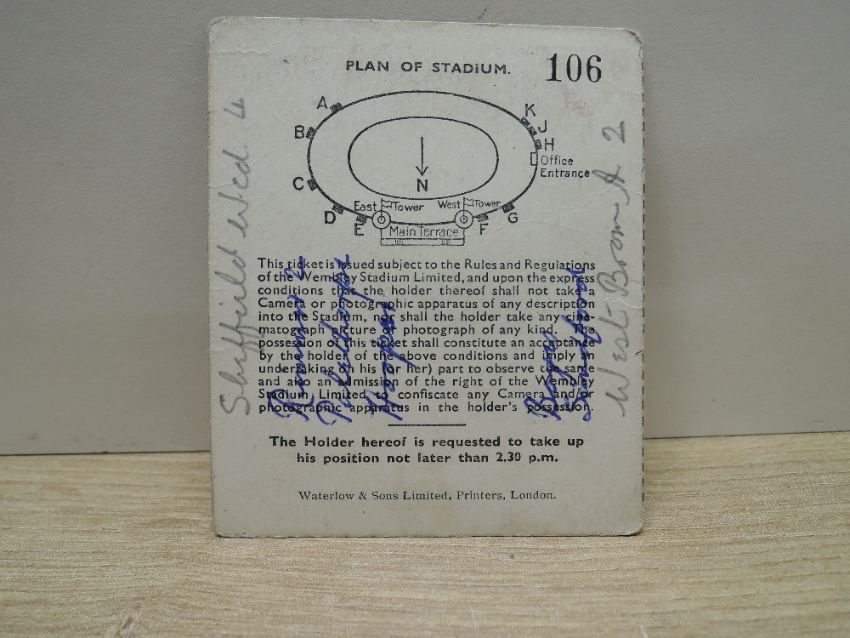 PLAN OF STADIUM.
106
A
B
C
D
E
F
G
H
J
K
Office
Entrance
N
East Tower
West Tower
Main Terrace
This ticket is issued subject to the Rules and Regulations
of the Wembley Stadium Limited, and upon the express
conditions that the holder thereof shall not take a
Camera or photographic apparatus of any description
into the Stadium, nor shall the holder take any cine-
matograph picture or photograph of any kind. The
possession of this ticket shall constitute an acceptance
by the holder of the above conditions and imply an
undertaking on his (or her) part to observe the same
and also an admission of the right of the Wembley
Stadium Limited to confiscate any Camera and/or
photographic apparatus in the holder's possession.
The Holder hereof is requested to take up
his position not later than 2.30 p.m.
Waterlow & Sons Limited, Printers, London.
Sheffield Wed. 4
Rimmer 2
Palethorpe
Hooper
Boyes
Sandford
West Brom A 2